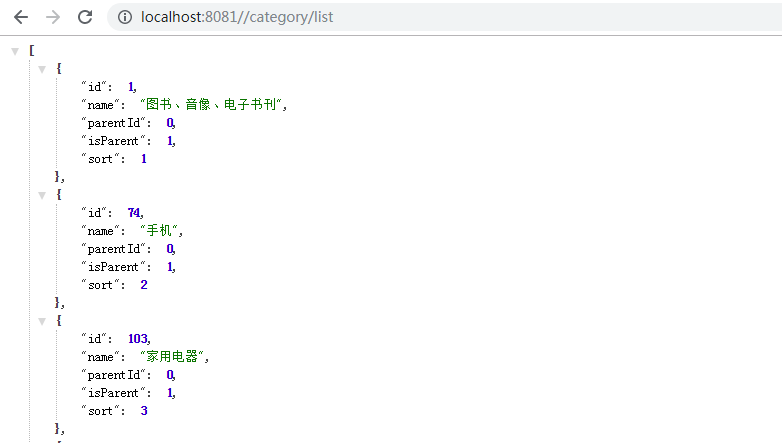 localhost:8081//category/list
[
{
"id": 1,
"name": "图书、音像、电子书刊",
"parentId": 0,
"isParent": 1,
"sort": 1
},
{
"id": 74,
"name": "手机",
"parentId": 0,
"isParent": 1,
"sort": 2
},
{
"id": 103,
"name": "家用电器",
"parentId": 0,
"isParent": 1,
"sort": 3
},